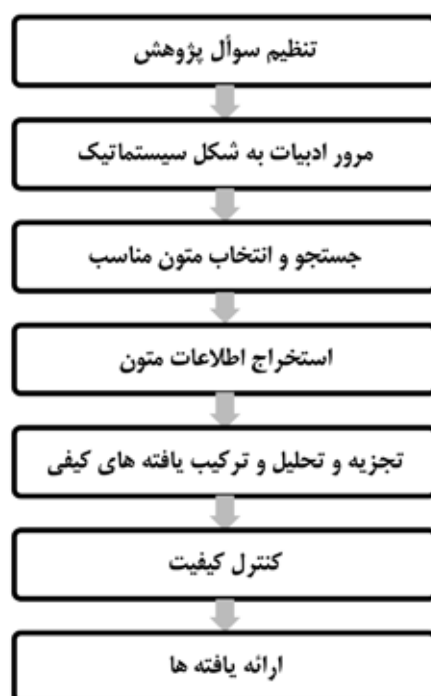 تنظیم سوأل پژوهش
مرور ادبیات به شکل سیستماتیک
جستجو و انتخاب متون مناسب
استخراج اطلاعات متون
تجزیه و تحلیل و ترکیب یافته های کیفی
کنترل کیفیت
ارائه یافته ها